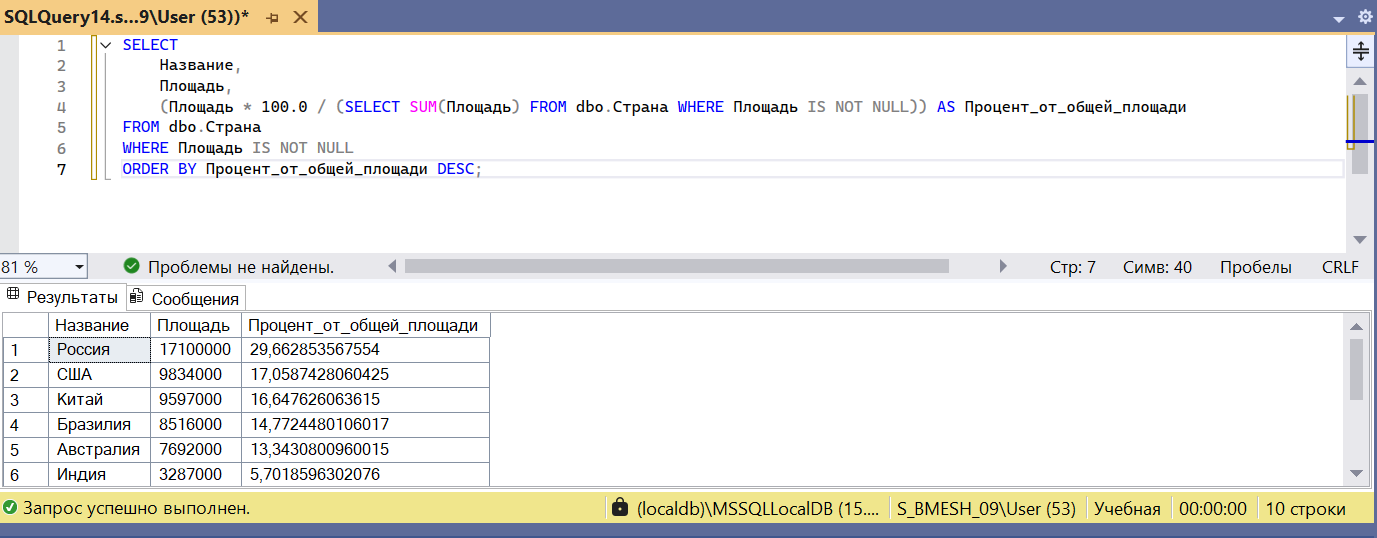 SQLQuery14.s...9\User (53))*
1 SELECT
2 Название,
3 Площадь,
4 (Площадь * 100.0 / (SELECT SUM(Площадь) FROM dbo.Страна WHERE Площадь IS NOT NULL)) AS Процент_от_общей_площади
5 FROM dbo.Страна
6 WHERE Площадь IS NOT NULL
7 ORDER BY Процент_от_общей_площади DESC;
81 % Проблемы не найдены. Стр: 7 Симв: 40 Пробелы CRLF
Результаты Сообщения
Название Площадь Процент_от_общей_площади
1 Россия 17100000 29,662853567554
2 США 9834000 17,0587428060425
3 Китай 9597000 16,647626063615
4 Бразилия 8516000 14,7724480106017
5 Австралия 7692000 13,3430800960015
6 Индия 3287000 5,7018596302076
Запрос успешно выполнен. (localdb)\MSSQLLocalDB (15.... S_BMESH_09\User (53) Учебная 00:00:00 10 строки